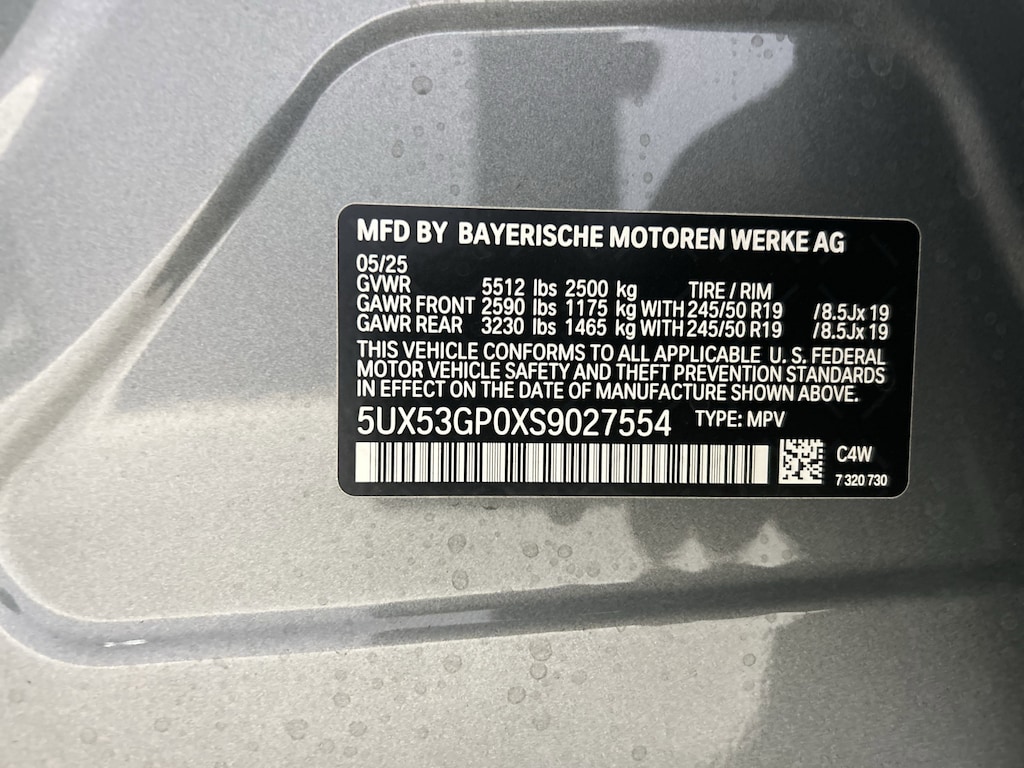 MFD BY BAYERISCHE MOTOREN WERKE AG
05/25
GVWR 5512 lbs 2500 kg TIRE / RIM
GAWR FRONT 2590 lbs 1175 kg WITH 245/50 R19 /8.5Jx 19
GAWR REAR 3230 lbs 1465 kg WITH 245/50 R19 /8.5Jx 19
THIS VEHICLE CONFORMS TO ALL APPLICABLE U. S. FEDERAL
MOTOR VEHICLE SAFETY AND THEFT PREVENTION STANDARDS
IN EFFECT ON THE DATE OF MANUFACTURE SHOWN ABOVE.
5UX53GP0XS9027554 TYPE: MPV
C4W
7 320 730